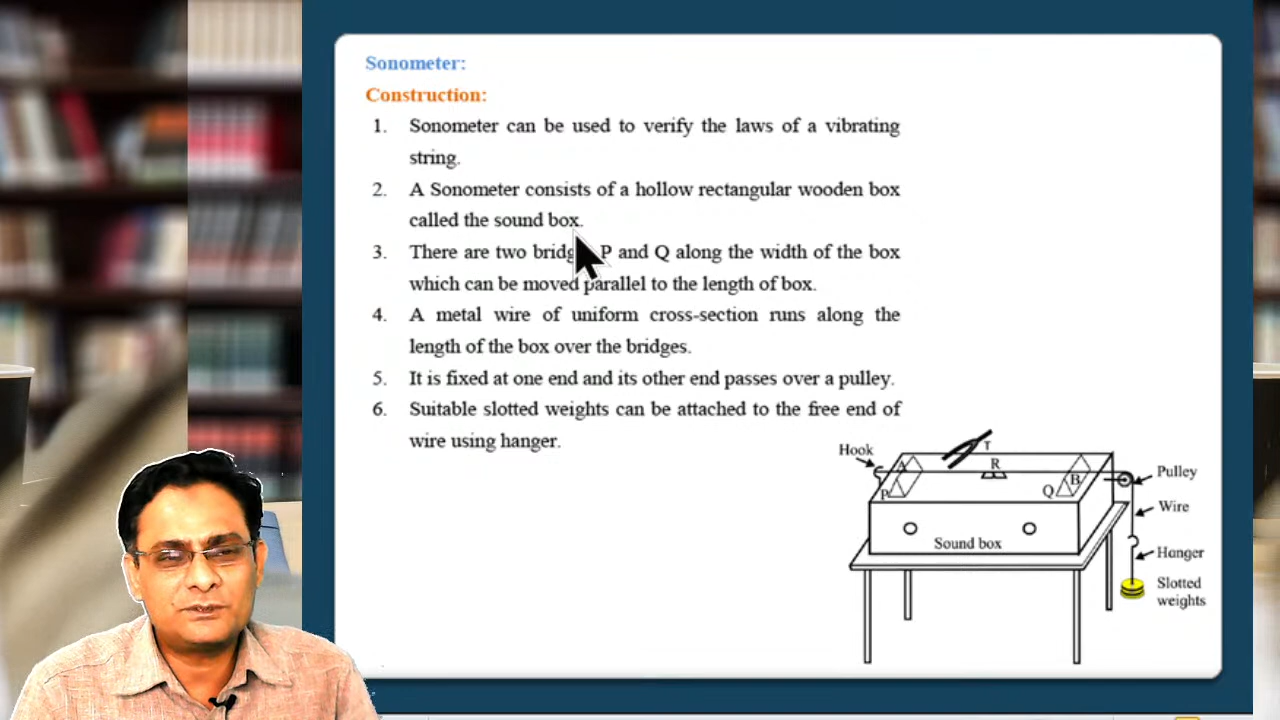 Sonometer:
Construction:
1. Sonometer can be used to verify the laws of a vibrating
string.
2. A Sonometer consists of a hollow rectangular wooden box
called the sound box.
3. There are two P and Q along the width of the box
which can be moved parallel to the length of box.
4. A metal wire of uniform cross-section runs along the
length of the box over the bridges.
5. It is fixed at one end and its other end passes over a pulley.
6. Suitable slotted weights can be attached to the free end of
wire using hanger.
Hook
T
A
R
B
P
Q
Pulley
Wire
Sound box
Hanger
Slotted
weights